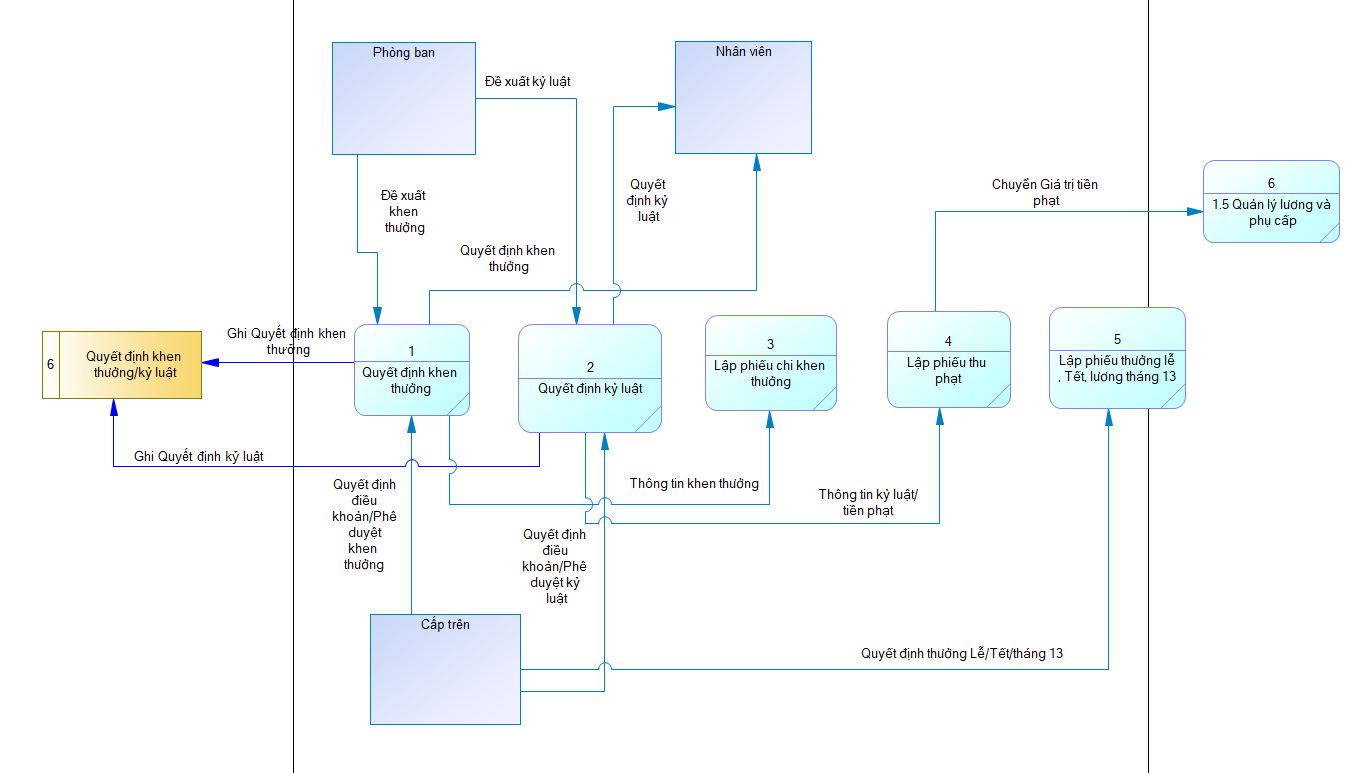 Phòng ban
Nhân viên
Đề xuất kỷ luật
Đề xuất
khen
thưởng
Quyết
định kỷ
luật
Chuyển Giá trị tiền
phạt
6
1.5 Quản lý lương và
phụ cấp
Quyết định khen
thưởng
Ghi Quyết định khen
thưởng
6
Quyết định khen
thưởng/kỷ luật
1
Quyết định khen
thưởng
2
Quyết định kỷ luật
3
Lập phiếu chi khen
thưởng
4
Lập phiếu thu
phạt
5
Lập phiếu thưởng lễ
, Tết, lương tháng 13
Ghi Quyết định kỷ luật
Quyết định
điều
khoản/Phê
duyệt
khen
thưởng
Thông tin khen thưởng
Thông tin kỷ luật/
tiền phạt
Quyết định
điều
khoản/Phê
duyệt kỷ
luật
Cấp trên
Quyết định thưởng Lễ/Tết/tháng 13